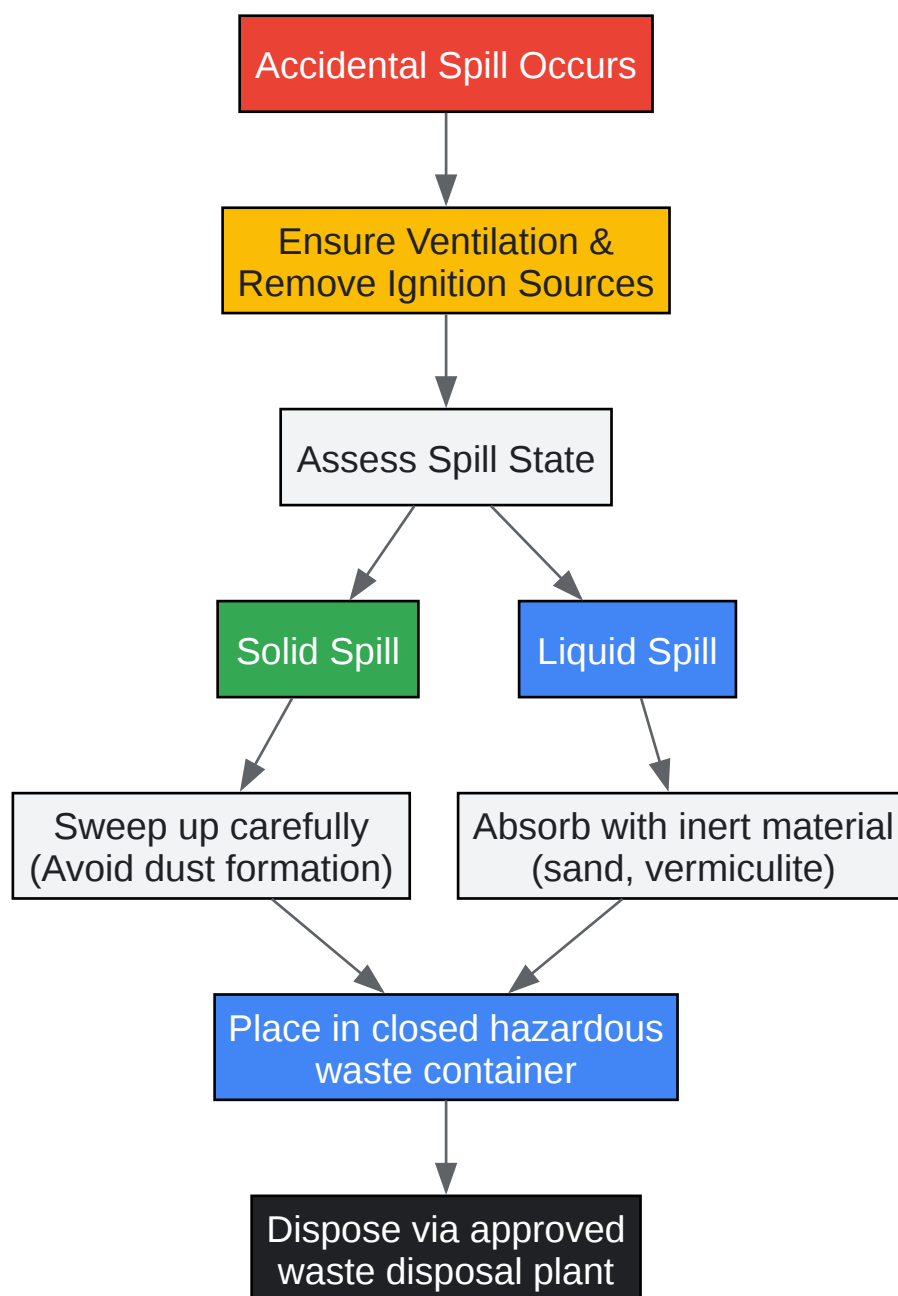 Accidental Spill Occurs
Ensure Ventilation &
Remove Ignition Sources
Assess Spill State
Solid Spill
Liquid Spill
Sweep up carefully
(Avoid dust formation)
Absorb with inert material
(sand, vermiculite)
Place in closed hazardous
waste container
Dispose via approved
waste disposal plant